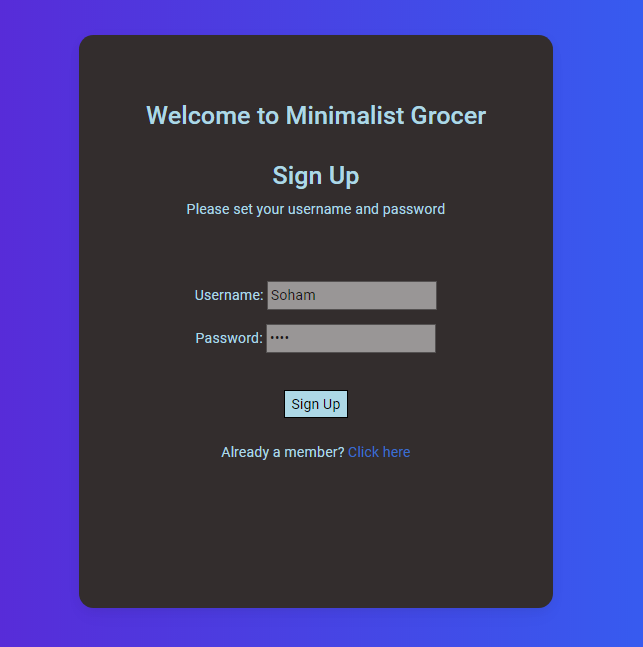 Welcome to Minimalist Grocer
Sign Up
Please set your username and password
Username: Soham
Password: ••••
Sign Up
Already a member? Click here